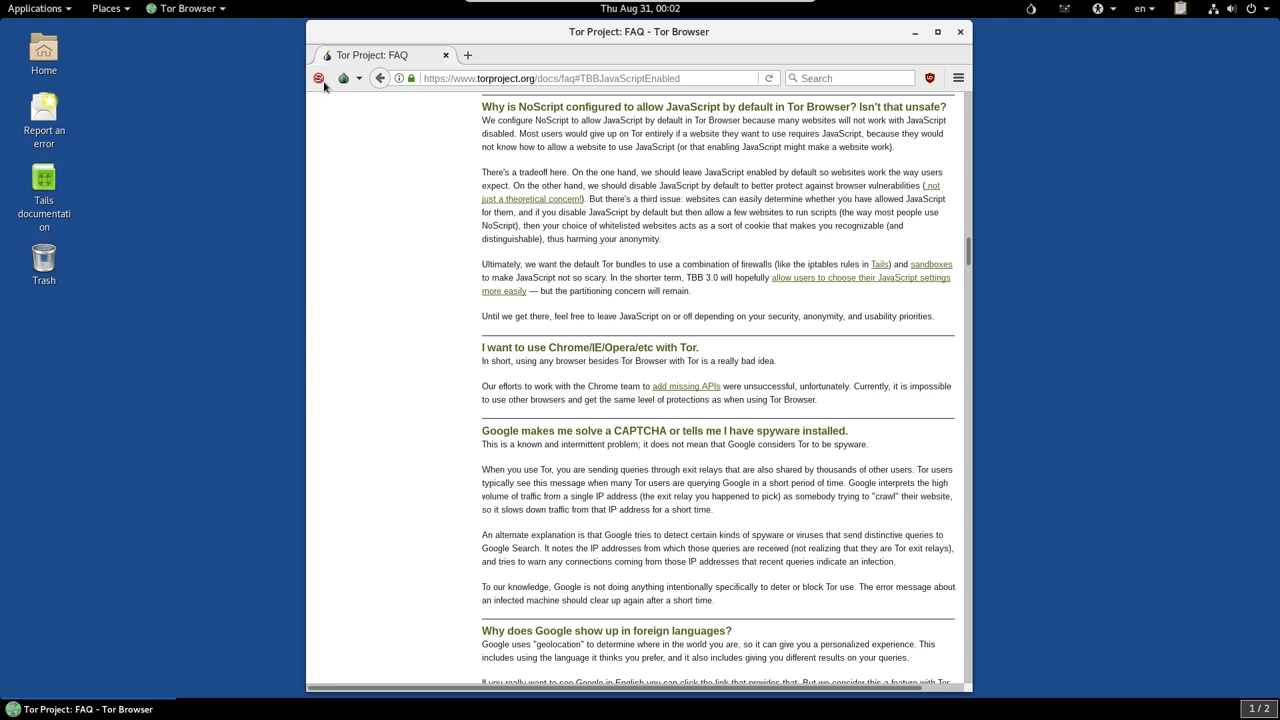 Applications
Places
Tor Browser
Thu Aug 31, 00:02
en
Home
Report an
error
Tails
documentati
on
Trash
Tor Project: FAQ - Tor Browser
Tor Project: FAQ
https://www.torproject.org/docs/faq#TBBJavaScriptEnabled
Search
Why is NoScript configured to allow JavaScript by default in Tor Browser? Isn't that unsafe?
We configure NoScript to allow JavaScript by default in Tor Browser because many websites will not work with JavaScript
disabled. Most users would give up on Tor entirely if a website they want to use requires JavaScript, because they would
not know how to allow a website to use JavaScript (or that enabling JavaScript might make a website work).
There's a tradeoff here. On the one hand, we should leave JavaScript enabled by default so websites work the way users
expect. On the other hand, we should disable JavaScript by default to better protect against browser vulnerabilities ( not
just a theoretical concern!). But there's a third issue: websites can easily determine whether you have allowed JavaScript
for them, and if you disable JavaScript by default but then allow a few websites to run scripts (the way most people use
NoScript), then your choice of whitelisted websites acts as a sort of cookie that makes you recognizable (and
distinguishable), thus harming your anonymity.
Ultimately, we want the default Tor bundles to use a combination of firewalls (like the iptables rules in Tails) and sandboxes
to make JavaScript not so scary. In the shorter term, TBB 3.0 will hopefully allow users to choose their JavaScript settings
more easily — but the partitioning concern will remain.
Until we get there, feel free to leave JavaScript on or off depending on your security, anonymity, and usability priorities.
I want to use Chrome/IE/Opera/etc with Tor.
In short, using any browser besides Tor Browser with Tor is a really bad idea.
Our efforts to work with the Chrome team to add missing APIs were unsuccessful, unfortunately. Currently, it is impossible
to use other browsers and get the same level of protections as when using Tor Browser.
Google makes me solve a CAPTCHA or tells me I have spyware installed.
This is a known and intermittent problem; it does not mean that Google considers Tor to be spyware.
When you use Tor, you are sending queries through exit relays that are also shared by thousands of other users. Tor users
typically see this message when many Tor users are querying Google in a short period of time. Google interprets the high
volume of traffic from a single IP address (the exit relay you happened to pick) as somebody trying to "crawl" their website,
so it slows down traffic from that IP address for a short time.
An alternate explanation is that Google tries to detect certain kinds of spyware or viruses that send distinctive queries to
Google Search. It notes the IP addresses from which those queries are received (not realizing that they are Tor exit relays),
and tries to warn any connections coming from those IP addresses that recent queries indicate an infection.
To our knowledge, Google is not doing anything intentionally specifically to deter or block Tor use. The error message about
an infected machine should clear up again after a short time.
Why does Google show up in foreign languages?
Google uses "geolocation" to determine where in the world you are, so it can give you a personalized experience. This
includes using the language it thinks you prefer, and it also includes giving you different results on your queries.
If you really want to see Google in English you can click the link that provides that. But we consider this a feature with Tor
Tor Project: FAQ - Tor Browser
1 / 2